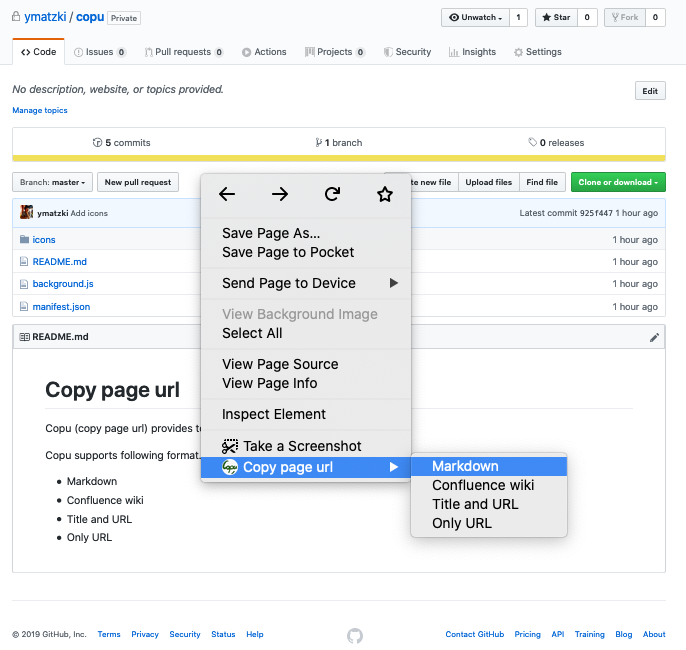 ymatzki / copu Private
Unwatch 1 Star 0 Fork 0
Code Issues 0 Pull requests 0 Actions Projects 0 Security Insights Settings
No description, website, or topics provided.
Edit
Manage topics
5 commits 1 branch 0 releases
Branch: master New pull request te new file Upload files Find file Clone or download
ymatzki Add icons Latest commit 925f447 1 hour ago
icons 1 hour ago
README.md 1 hour ago
background.js 1 hour ago
manifest.json 1 hour ago
README.md
Copy page url
Copu (copy page url) provides to
Copu supports following format.
Markdown
Confluence wiki
Title and URL
Only URL
Save Page As...
Save Page to Pocket
Send Page to Device
View Background Image
Select All
View Page Source
View Page Info
Inspect Element
Take a Screenshot
Copu Copy page url
Markdown
Confluence wiki
Title and URL
Only URL
© 2019 GitHub, Inc. Terms Privacy Security Status Help Contact GitHub Pricing API Training Blog About